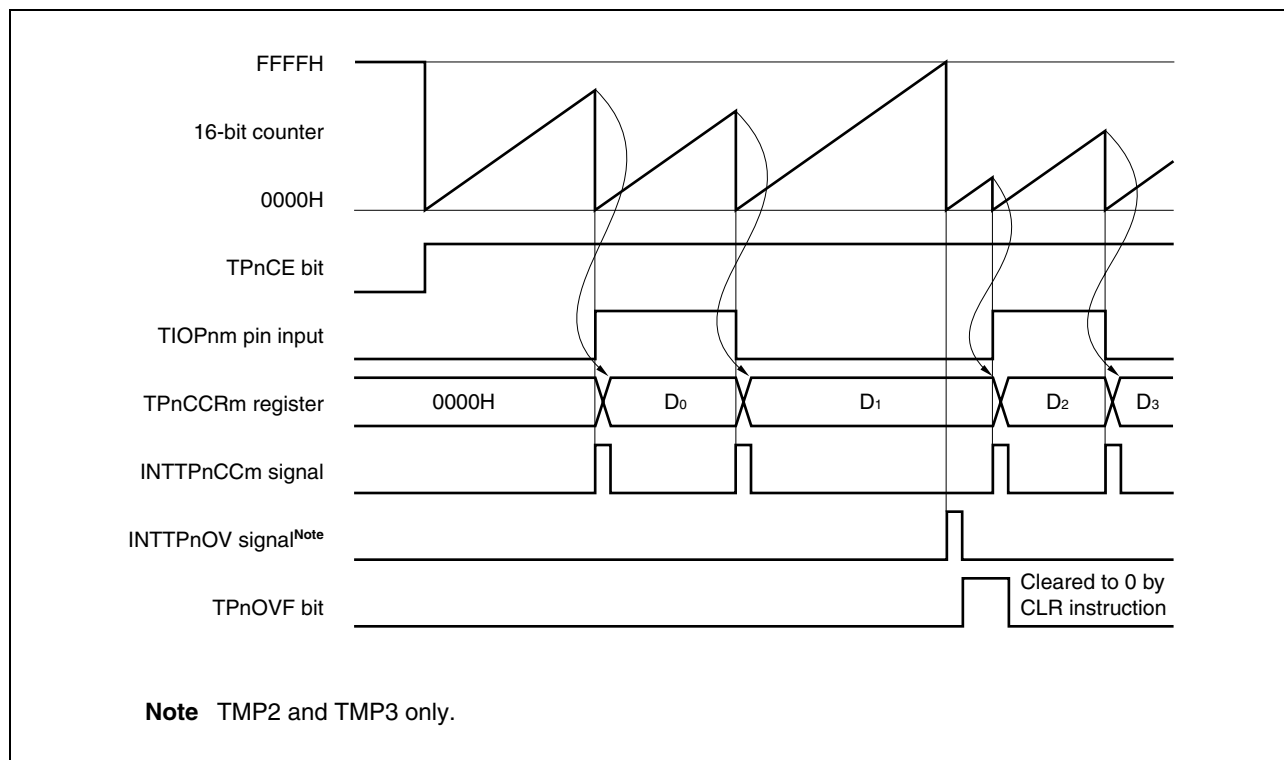 FFFFH
16-bit counter
0000H
TPnCE bit
TIOPnm pin input
TPnCCRm register
0000H D0 D1 D2 D3
INTTPnCCm signal
INTTPnOV signalNote
TPnOVF bit
Cleared to 0 by
CLR instruction
Note TMP2 and TMP3 only.